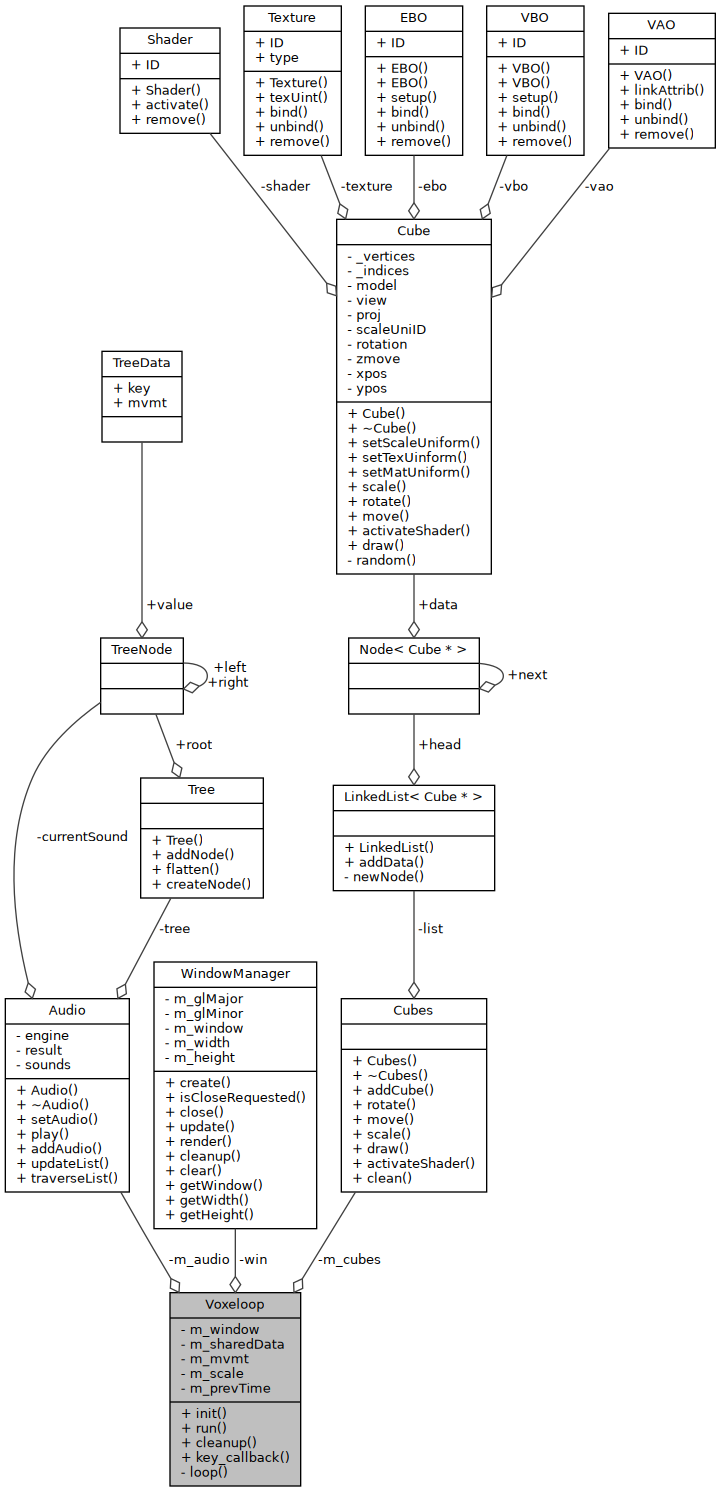 Shader
+ ID
+ Shader()
+ activate()
+ remove()
Texture
+ ID
+ type
+ Texture()
+ texUint()
+ bind()
+ unbind()
+ remove()
EBO
+ ID
+ EBO()
+ EBO()
+ setup()
+ bind()
+ unbind()
+ remove()
VBO
+ ID
+ VBO()
+ VBO()
+ setup()
+ bind()
+ unbind()
+ remove()
VAO
+ ID
+ VAO()
+ linkAttrib()
+ bind()
+ unbind()
+ remove()
-shader
-texture
-ebo
-vbo
-vao
Cube
- _vertices
- _indices
- model
- view
- proj
- scaleUniID
- rotation
- zmove
- xpos
- ypos
+ Cube()
+ ~Cube()
+ setScaleUniform()
+ setTexUinform()
+ setMatUniform()
+ scale()
+ rotate()
+ move()
+ activateShader()
+ draw()
- random()
TreeData
+ key
+ mvmt
+value
+data
TreeNode
+left
+right
Node< Cube * >
+next
+root
+head
Tree
+ Tree()
+ addNode()
+ flatten()
+ createNode()
LinkedList< Cube * >
+ LinkedList()
+ addData()
- newNode()
-currentSound
-tree
-list
Audio
- engine
- result
- sounds
+ Audio()
+ ~Audio()
+ setAudio()
+ play()
+ addAudio()
+ updateList()
+ traverseList()
WindowManager
- m_glMajor
- m_glMinor
- m_window
- m_width
- m_height
+ create()
+ isCloseRequested()
+ close()
+ update()
+ render()
+ cleanup()
+ clear()
+ getWindow()
+ getWidth()
+ getHeight()
Cubes
+ Cubes()
+ ~Cubes()
+ addCube()
+ rotate()
+ move()
+ scale()
+ draw()
+ activateShader()
+ clean()
-m_audio
-win
-m_cubes
Voxeloop
- m_window
- m_sharedData
- m_mvmt
- m_scale
- m_prevTime
+ init()
+ run()
+ cleanup()
+ key_callback()
- loop()